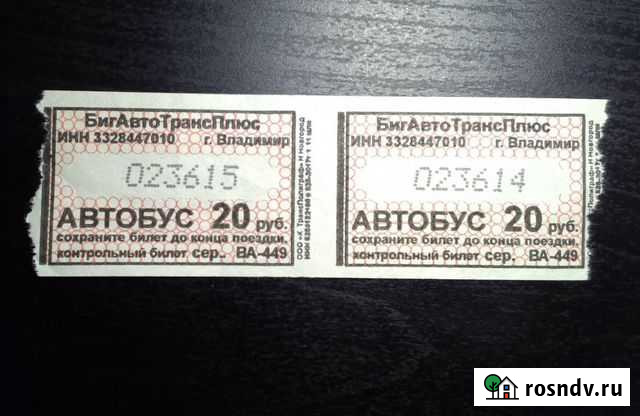 БигАвтоТрансПлюс
ИНН 3328447010 г. Владимир
023615
АВТОБУС 20 руб.
сохраните билет до конца поездки.
контрольный билет сер.. ВА-449
БигАвтоТрансПлюс
ИНН 3328447010 г. Владимир
023614
АВТОБУС 20 руб.
сохраните билет до конца поездки.
контрольный билет сер.. ВА-449
rosndv.ru